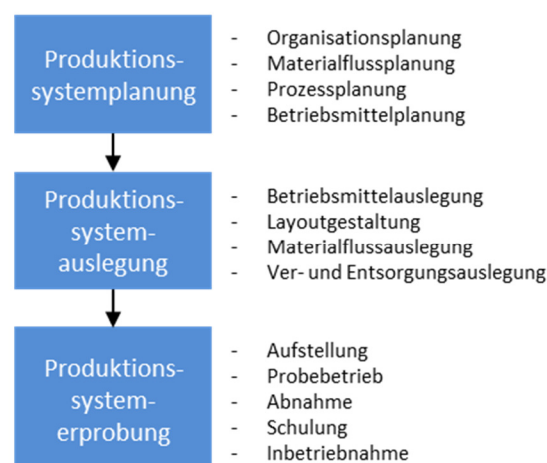 Produktions-
systemplanung
- Organisationsplanung
- Materialflussplanung
- Prozessplanung
- Betriebsmittelplanung
Produktions-
system-
auslegung
- Betriebsmittelauslegung
- Layoutgestaltung
- Materialflussauslegung
- Ver- und Entsorgungsauslegung
Produktions-
system-
erprobung
- Aufstellung
- Probebetrieb
- Abnahme
- Schulung
- Inbetriebnahme